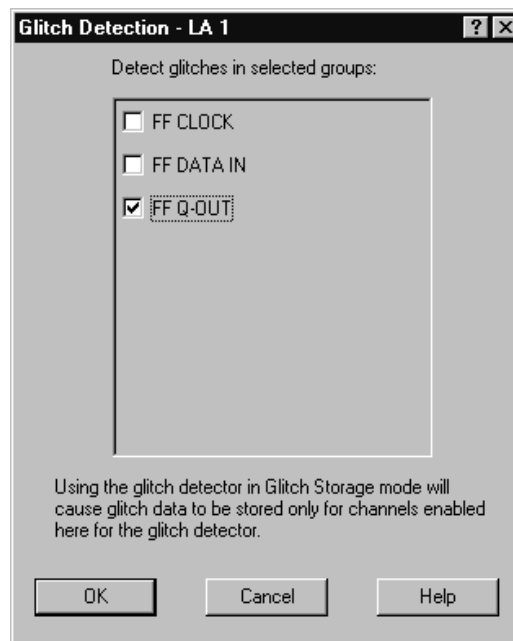 Glitch Detection - LA 1
Detect glitches in selected groups:
FF CLOCK
FF DATA IN
FF Q-OUT
Using the glitch detector in Glitch Storage mode will
cause glitch data to be stored only for channels enabled
here for the glitch detector.
OK Cancel Help